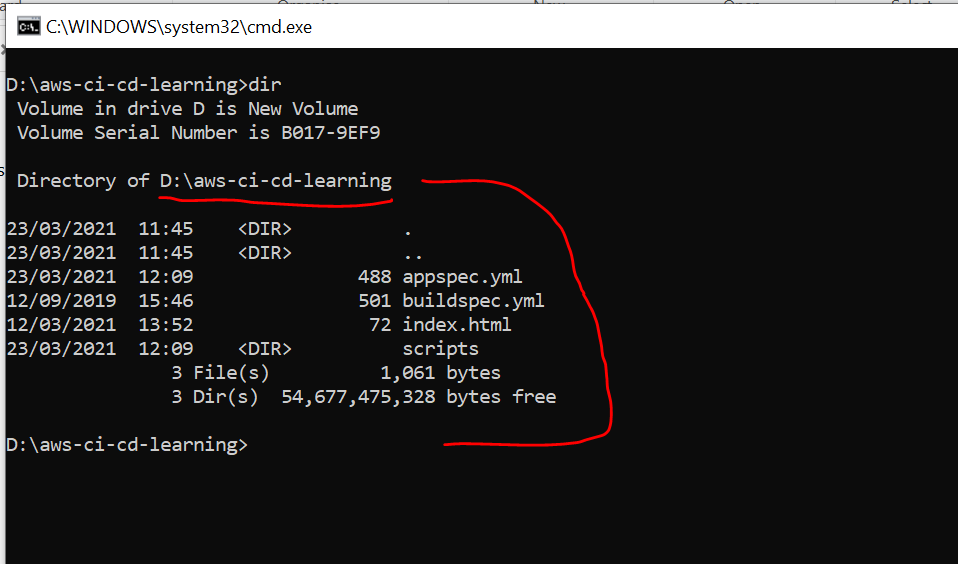 C:\WINDOWS\system32\cmd.exe
D:\aws-ci-cd-learning>dir
 Volume in drive D is New Volume
 Volume Serial Number is B017-9EF9
 Directory of D:\aws-ci-cd-learning
23/03/2021  11:45    <DIR>          .
23/03/2021  11:45    <DIR>          ..
23/03/2021  12:09               488 appspec.yml
12/09/2019  15:46               501 buildspec.yml
12/03/2021  13:52                72 index.html
23/03/2021  12:09    <DIR>          scripts
               3 File(s)          1,061 bytes
               3 Dir(s)  54,677,475,328 bytes free
D:\aws-ci-cd-learning>